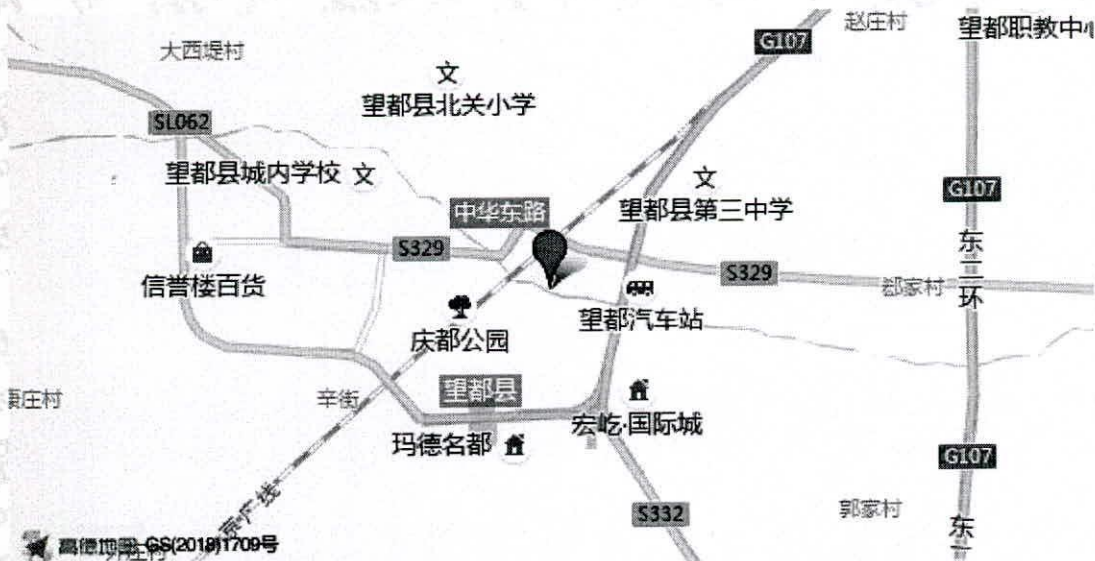 赵庄村
望都职教中心
大西堤村
G107
文
望都县北关小学
SL062
望都县城内学校 文
文
望都县第三中学
G107
中华东路
S329
S329
东二环
郄家村
信誉楼百货
望都汽车站
庆都公园
望都县
辛街
康庄村
宏屹·国际城
玛德名都
G107
S332
郭家村
京广线
东二
高德地图 GS(2018)1709号